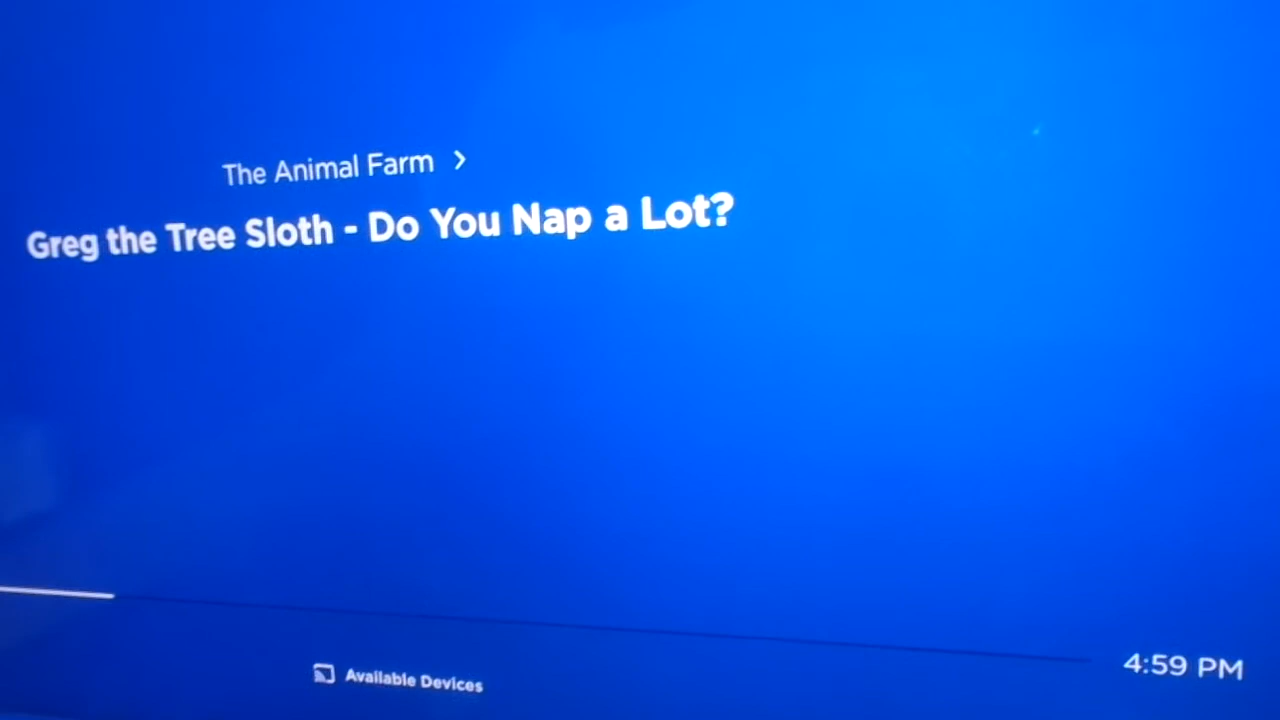 The Animal Farm >
Greg the Tree Sloth - Do You Nap a Lot?
4:59 PM
Available Devices